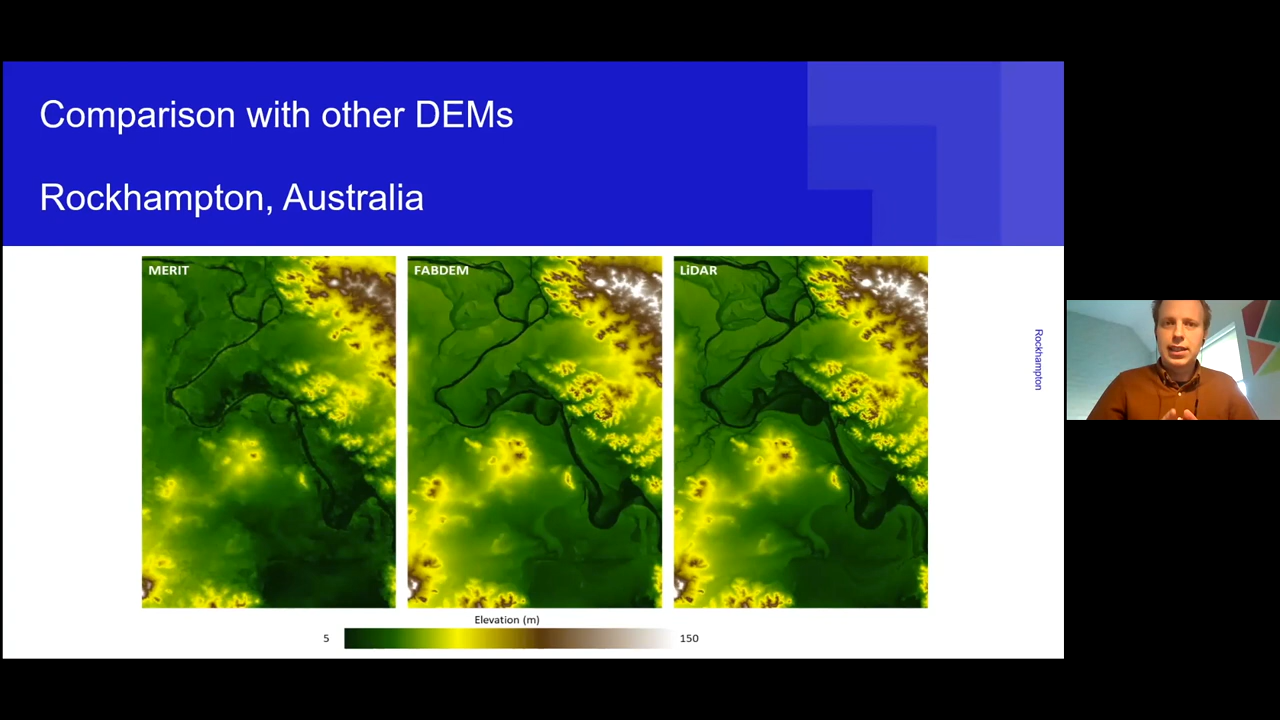 Comparison with other DEMs
Rockhampton, Australia
MERIT
FABDEM
LiDAR
Rockhampton
Elevation (m)
5
150